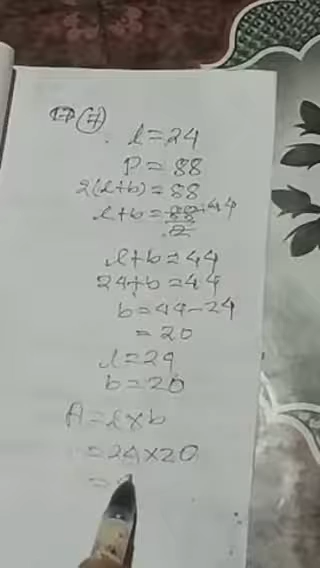 (7)
l=24
P=88
2(l+b)=88
l+b=88/2 44
l+b=44
24+b=44
b=44-24
=20
l=24
b=20
A=l×b
=24×20
=